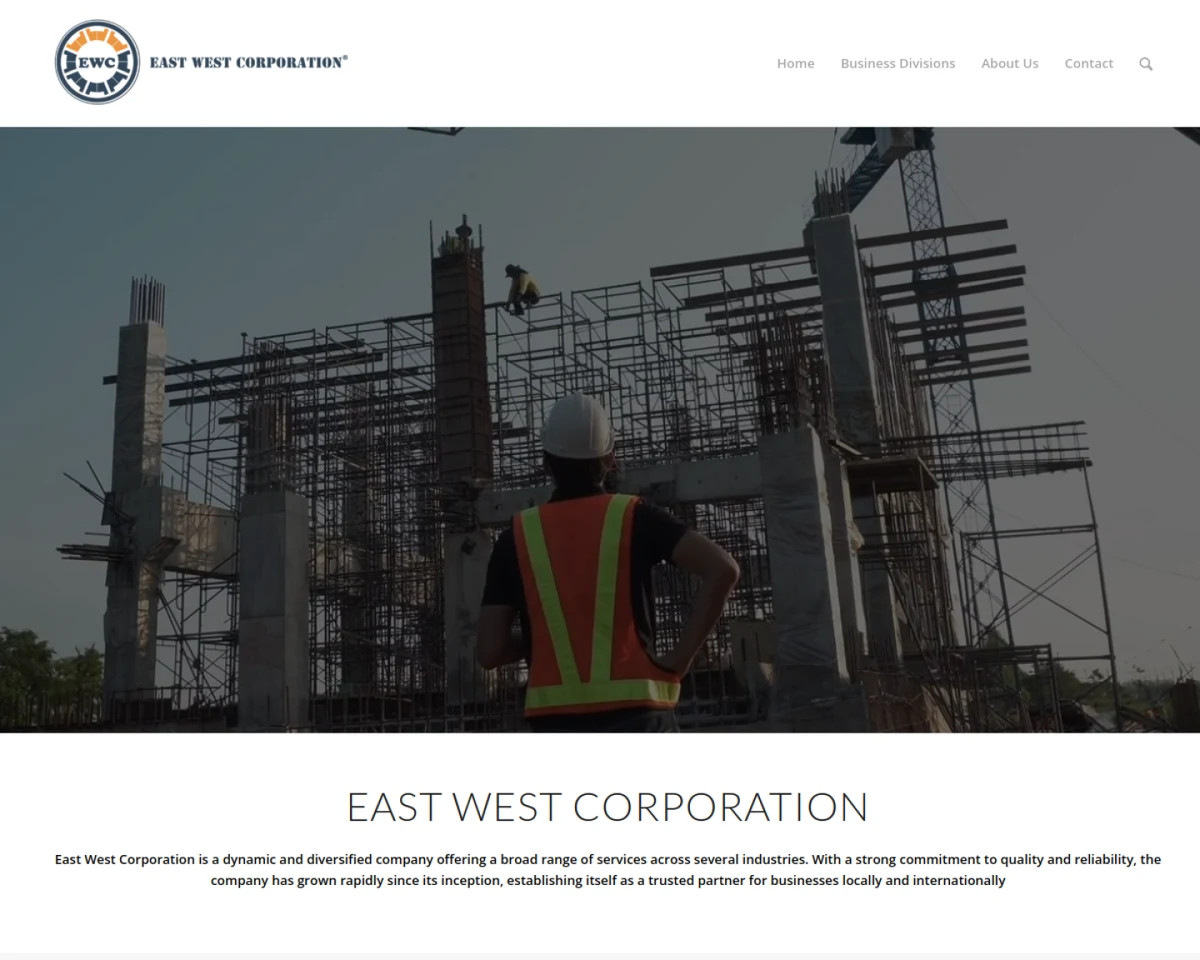 EWC EAST WEST CORPORATION®
Home Business Divisions About Us Contact
EAST WEST CORPORATION
East West Corporation is a dynamic and diversified company offering a broad range of services across several industries. With a strong commitment to quality and reliability, the
company has grown rapidly since its inception, establishing itself as a trusted partner for businesses locally and internationally